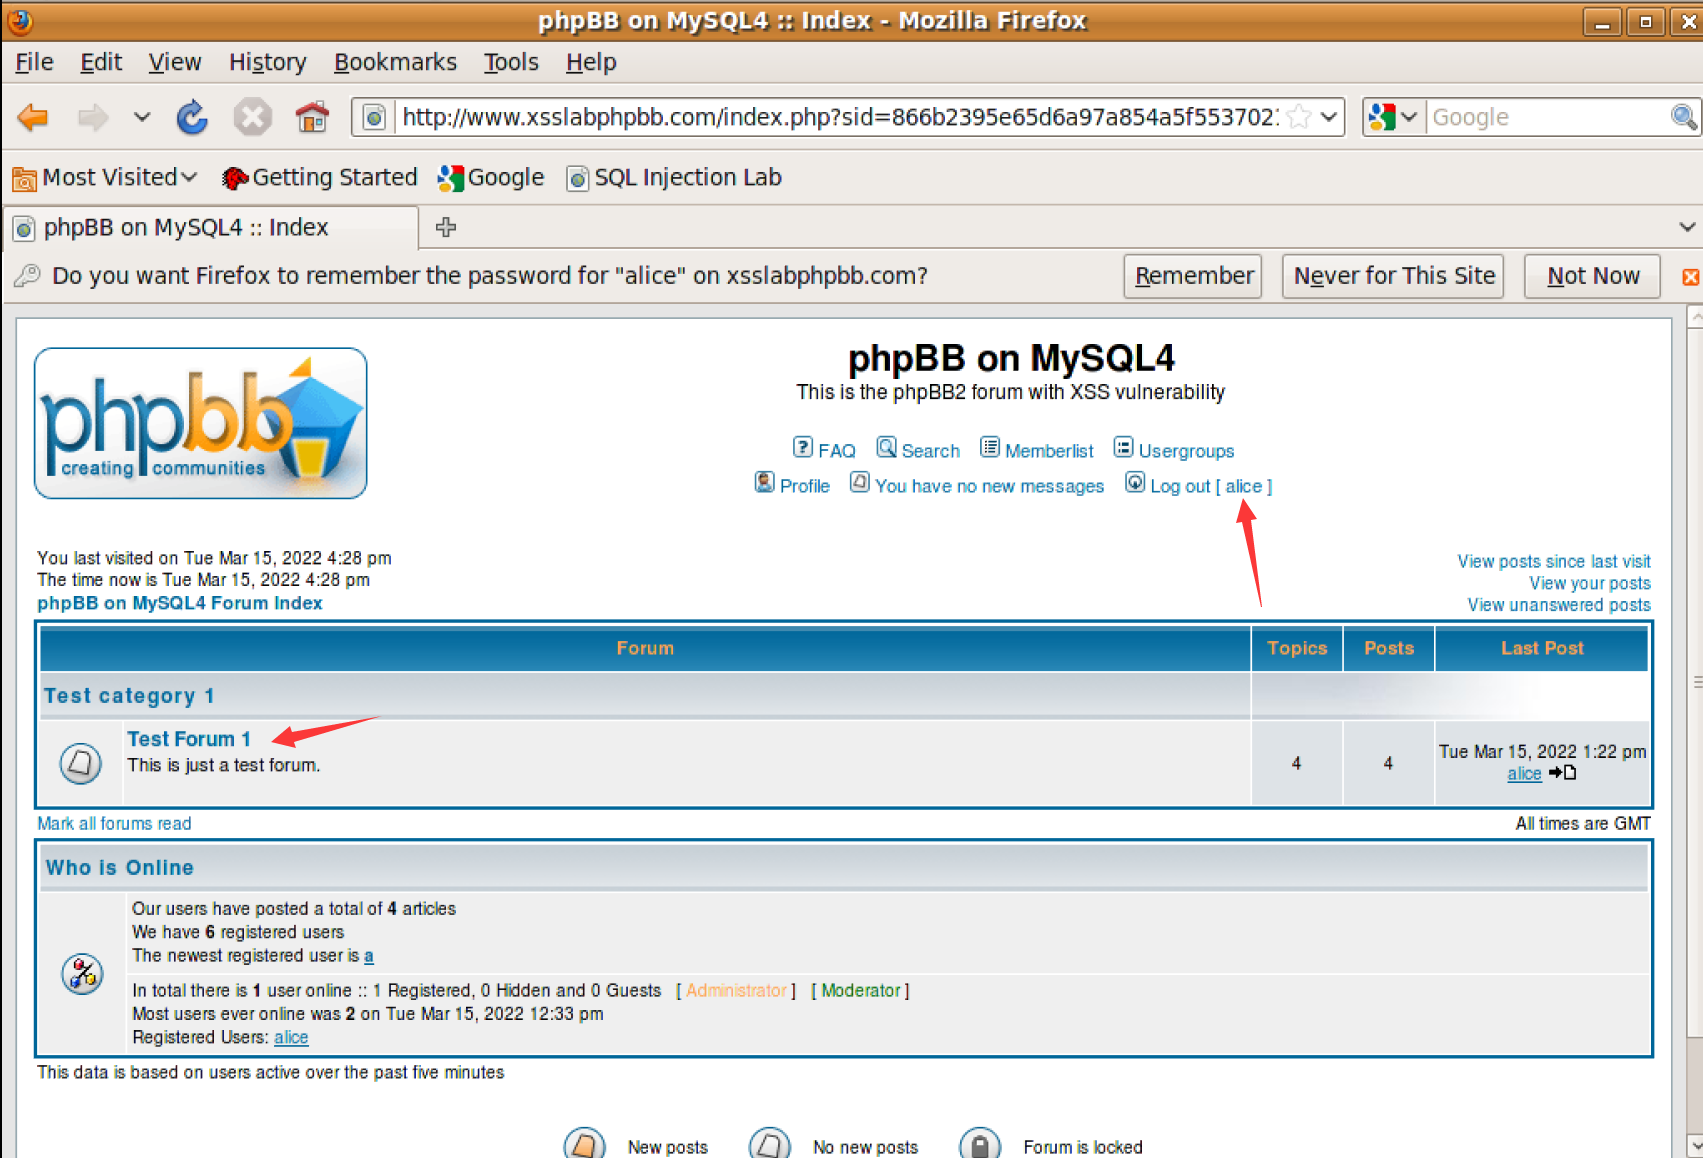 phpBB on MySQL4 :: Index - Mozilla Firefox
File Edit View History Bookmarks Tools Help
http://www.xsslabphpbb.com/index.php?sid=866b2395e65d6a97a854a5f553702 Google
Most Visited Getting Started Google SQL Injection Lab
phpBB on MySQL4 :: Index
Do you want Firefox to remember the password for "alice" on xsslabphpbb.com? Remember Never for This Site Not Now
phpbb
creating communities
phpBB on MySQL4
This is the phpBB2 forum with XSS vulnerability
FAQ Search Memberlist Usergroups
Profile You have no new messages Log out [ alice ]
You last visited on Tue Mar 15, 2022 4:28 pm
The time now is Tue Mar 15, 2022 4:28 pm
phpBB on MySQL4 Forum Index
View posts since last visit
View your posts
View unanswered posts
Forum Topics Posts Last Post
Test category 1
Test Forum 1
This is just a test forum.
4 4
Tue Mar 15, 2022 1:22 pm
alice
Mark all forums read All times are GMT
Who is Online
Our users have posted a total of 4 articles
We have 6 registered users
The newest registered user is a
In total there is 1 user online :: 1 Registered, 0 Hidden and 0 Guests [ Administrator ] [ Moderator ]
Most users ever online was 2 on Tue Mar 15, 2022 12:33 pm
Registered Users: alice
This data is based on users active over the past five minutes
New posts No new posts Forum is locked